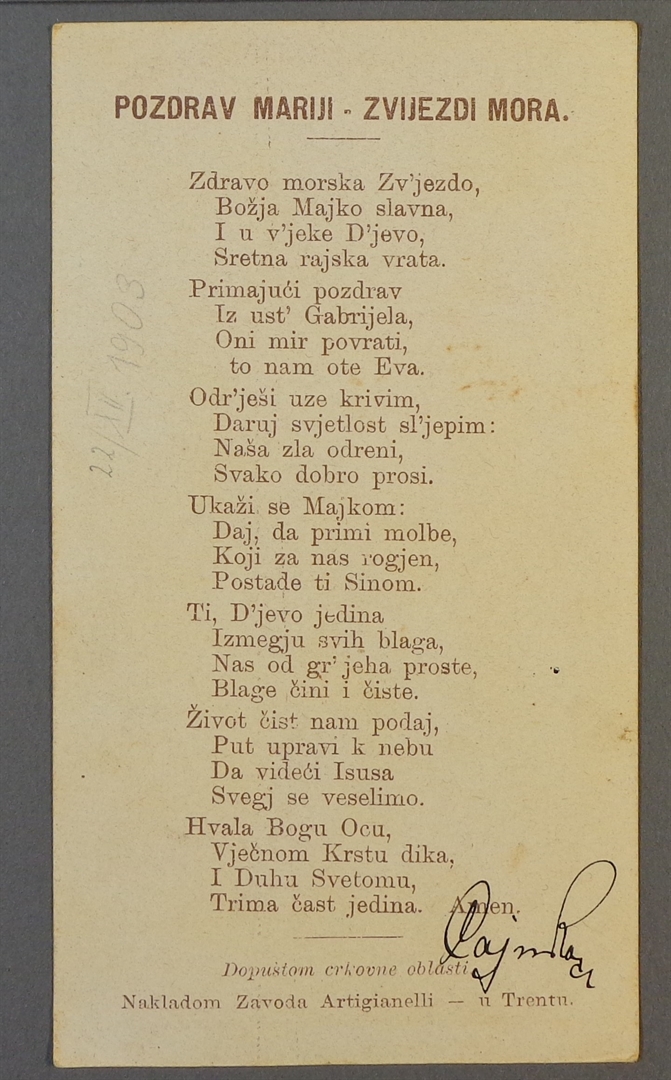 POZDRAV MARIJI - ZVIJEZDI MORA.
Zdravo morska Zv'jezdo,
Božja Majko slavna,
I u v'jeke D'jevo,
Sretna rajska vrata.
Primajući pozdrav
Iz ust' Gabrijela,
Oni mir povrati,
to nam ote Eva.
Odr'ješi uze krivim,
Daruj svjetlost sl'jepim:
Naša zla odreni,
Svako dobro prosi.
Ukaži se Majkom:
Daj, da primi molbe,
Koji za nas rogjen,
Postade ti Sinom.
Ti, D'jevo jedina
Izmegju svih blaga,
Nas od gr'jeha proste,
Blage čini i čiste.
Život čist nam podaj,
Put upravi k nebu
Da videći Isusa
Svegj se veselimo.
Hvala Bogu Ocu,
Vječnom Krstu dika,
I Duhu Svetomu,
Trima čast jedina. Amen.
Dopuštom crkovne oblasti
Nakladom Zavoda Artigianelli — u Trentu.
22/XII. 1903